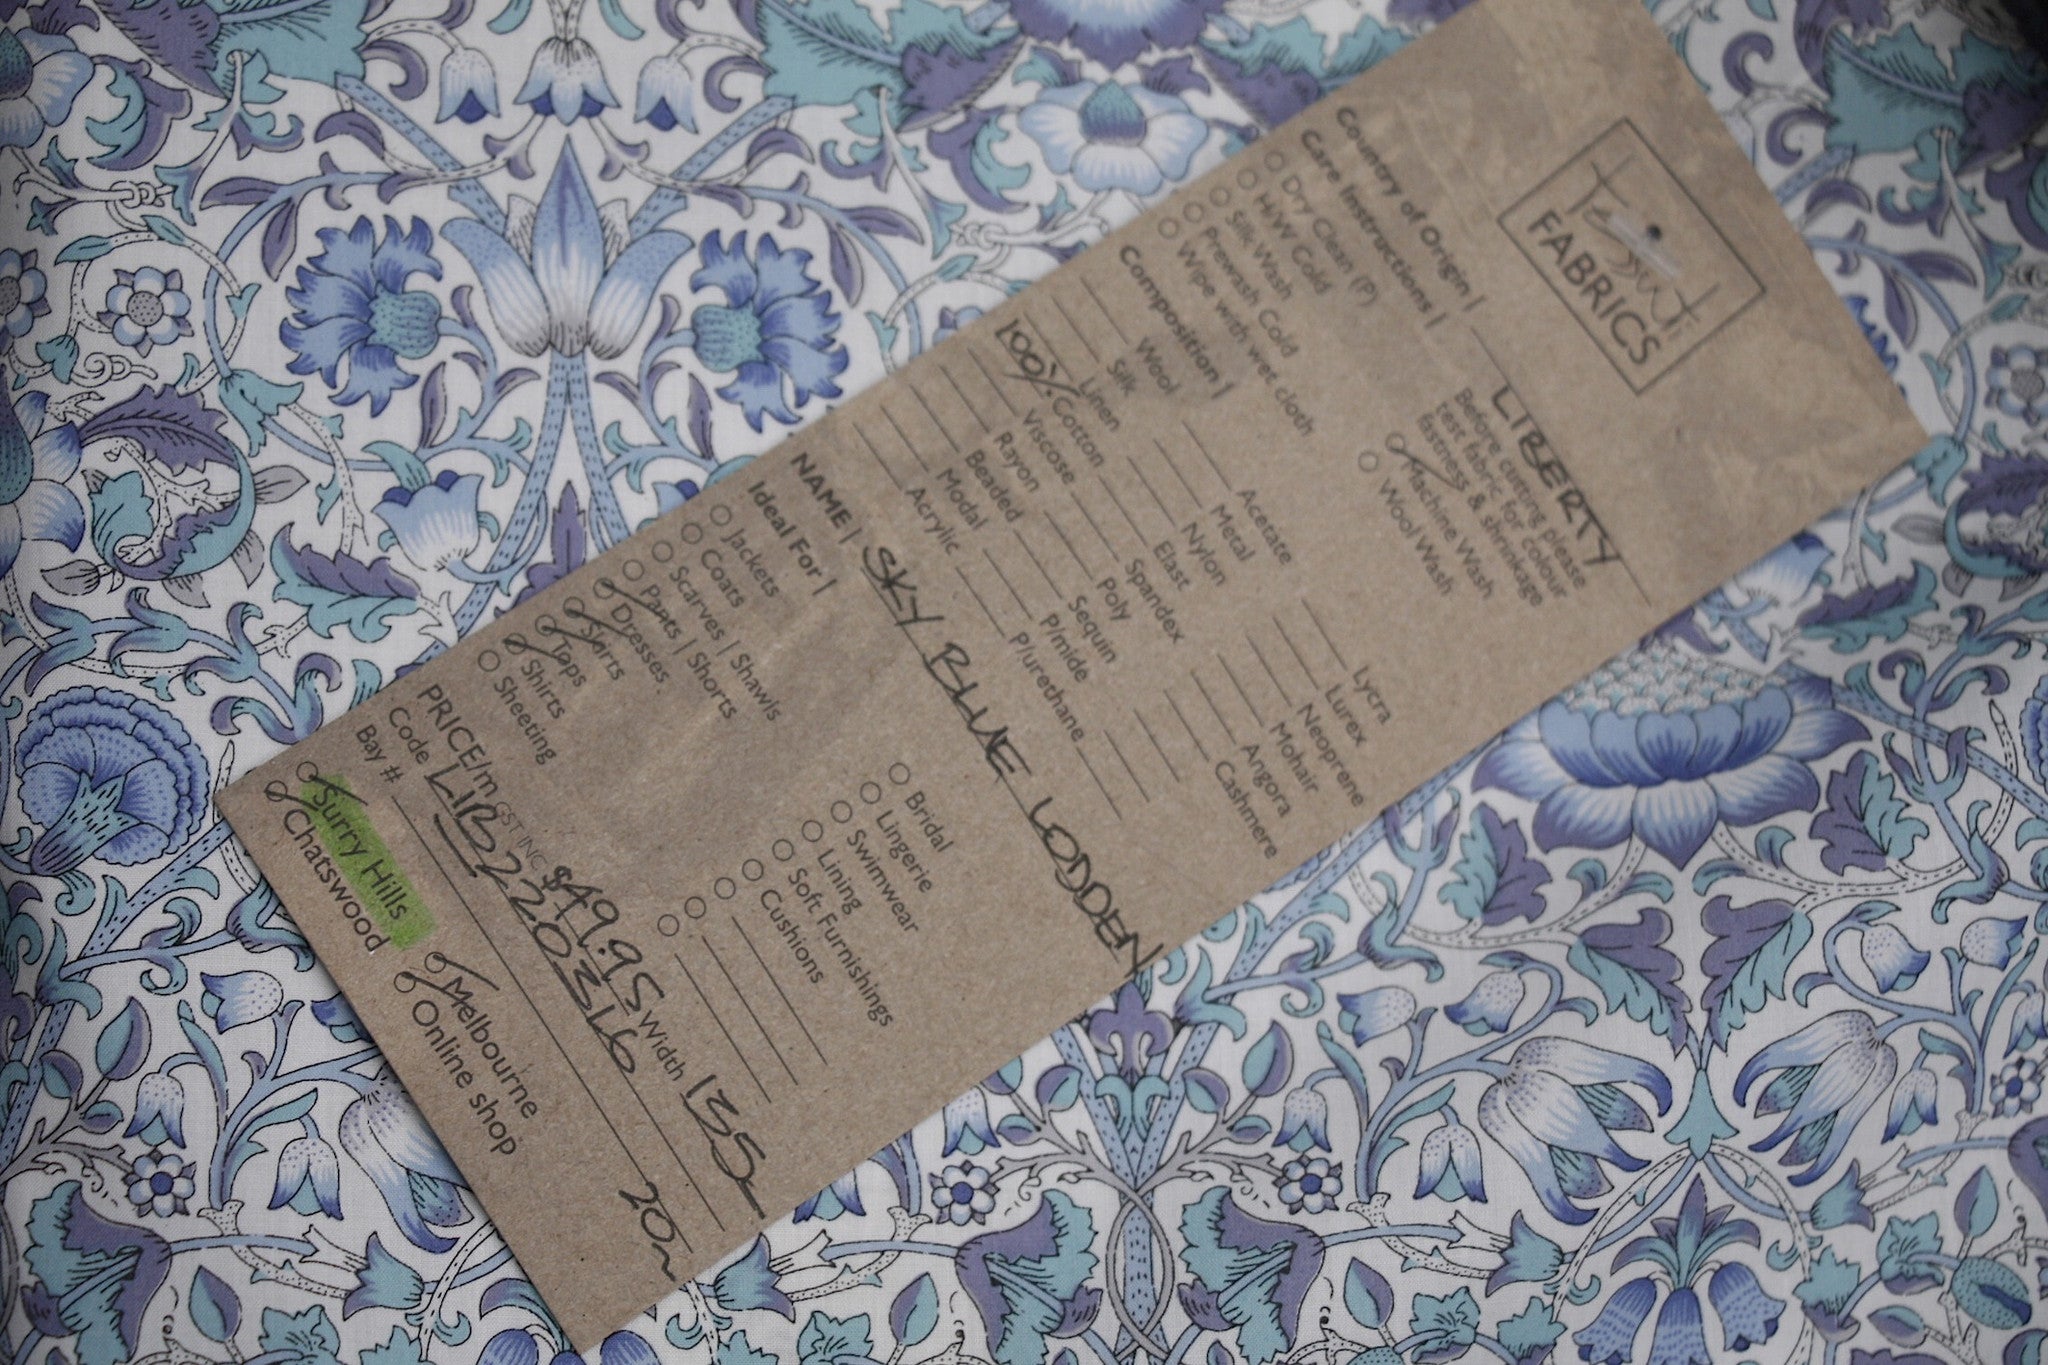 Tessuti
FABRICS
Country of Origin | LIBERTY
Care Instructions |
Before cutting please
test fabric for colour
fastness & shrinkage
Dry Clean (P)
H/W Cold
Silk Wash
Prewash Cold
Wipe with wet cloth
Machine Wash
Wool Wash
Composition |
Wool
Silk
Linen
100% Cotton
Viscose
Rayon
Beaded
Modal
Acrylic
Acetate
Metal
Nylon
Elast
Spandex
Poly
Sequin
P/mide
P/urethane
Lycra
Lurex
Neoprene
Mohair
Angora
Cashmere
NAME | SKY BLUE LODDEN
Ideal For |
Jackets
Coats
Scarves | Shawls
Pants | Shorts
Dresses
Skirts
Tops
Shirts
Sheeting
Bridal
Lingerie
Swimwear
Lining
Soft Furnishings
Cushions
PRICE/m GST INC $49.95 Width 135
Code LIB220316
Bay #
20m
Surry Hills
Chatswood
Melbourne
Online shop